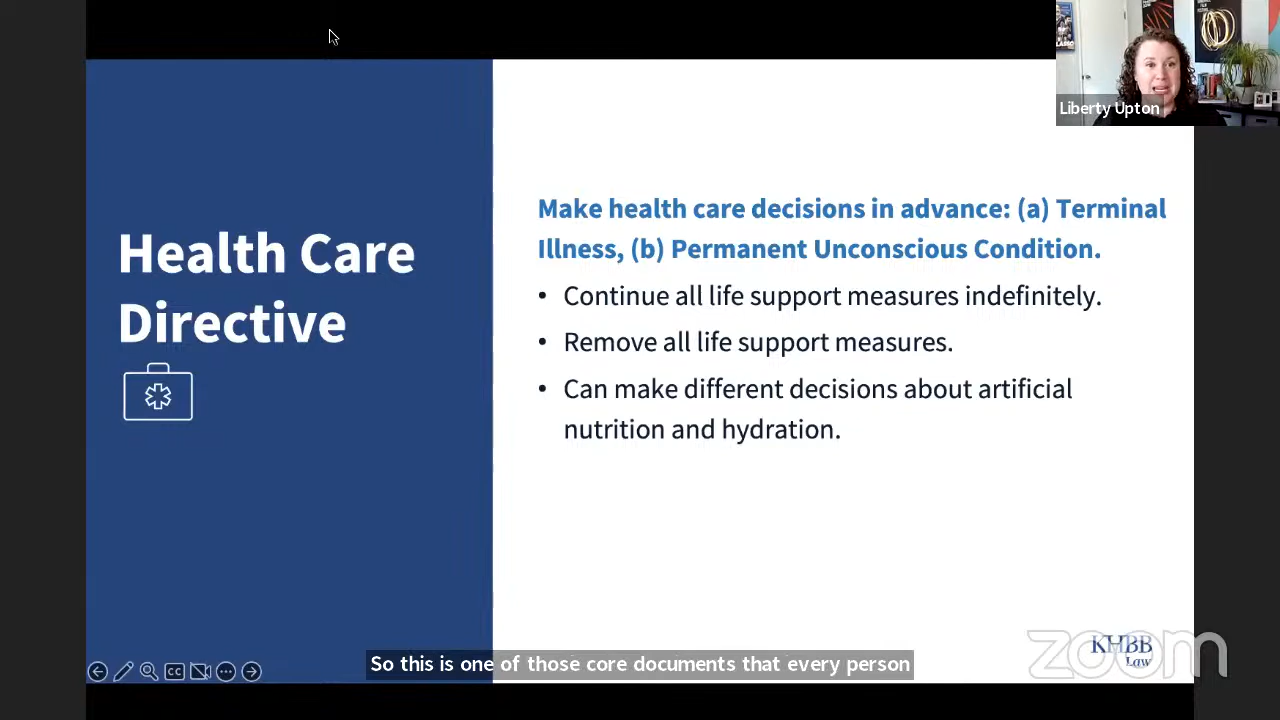 Liberty Upton
Health Care
Directive
Make health care decisions in advance: (a) Terminal
Illness, (b) Permanent Unconscious Condition.
• Continue all life support measures indefinitely.
• Remove all life support measures.
• Can make different decisions about artificial
nutrition and hydration.
CC
So this is one of those core documents that every person
KHBB
Law
zoom